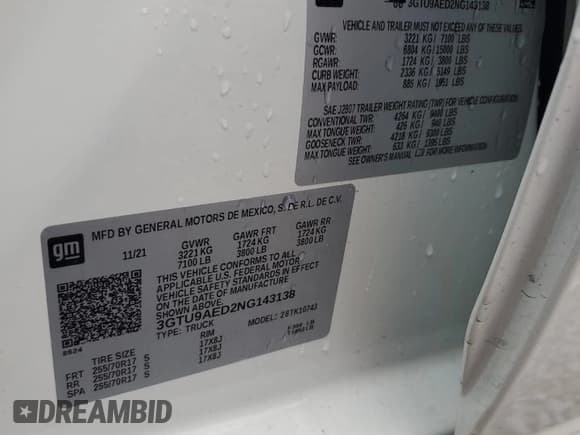 3GTU9AED2NG143138
VEHICLE AND TRAILER MUST NOT EXCEED ANY OF THESE VALUES
GVWR: 3221 KG / 7100 LBS
GCWR: 6804 KG / 15000 LBS
RGAWR: 1724 KG / 3800 LBS
CURB WEIGHT: 2336 KG / 5149 LBS
MAX PAYLOAD: 885 KG / 1951 LBS
SAE J2807 TRAILER WEIGHT RATING (TWR) FOR VEHICLE CONFIGURATION
CONVENTIONAL TWR: 4264 KG / 9400 LBS
MAX TONGUE WEIGHT: 426 KG / 940 LBS
GOOSENECK TWR: 4218 KG / 9300 LBS
MAX TONGUE WEIGHT: 633 KG / 1395 LBS
SEE OWNER'S MANUAL FOR MORE INFORMATION
gm
MFD BY GENERAL MOTORS DE MEXICO, S. DE R.L. DE C.V.
11/21 GVWR GAWR FRT GAWR RR
3221 KG 1724 KG 1724 KG
7100 LB 3800 LB 3800 LB
THIS VEHICLE CONFORMS TO ALL
APPLICABLE U.S. FEDERAL MOTOR
VEHICLE SAFETY STANDARDS IN EFFECT
ON THE DATE OF MANUFACTURE
SHOWN ABOVE.
3GTU9AED2NG143138
TYPE: TRUCK MODEL: 28TK10743
8524
TIRE SIZE RIM
FRT 255/70R17 S 17X8J
RR 255/70R17 S 17X8J
SPA 255/70R17 S 17X8J
DREAMBID